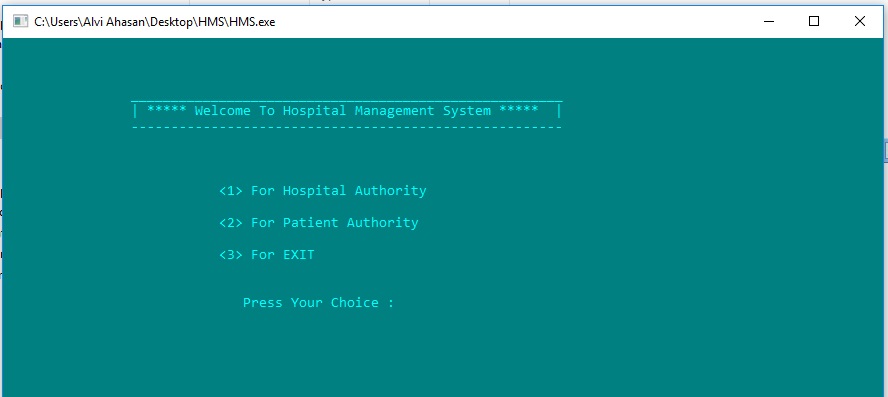 C:\Users\Alvi Ahasan\Desktop\HMS\HMS.exe
| ***** Welcome To Hospital Management System ***** |
<1> For Hospital Authority
<2> For Patient Authority
<3> For EXIT
Press Your Choice :